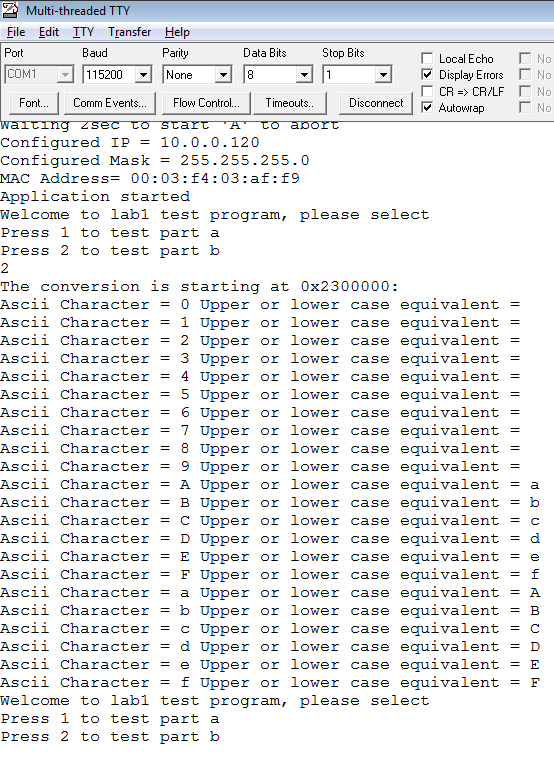 Multi-threaded TTY
File Edit TTY Transfer Help
Port Baud Parity Data Bits Stop Bits
COM1 115200 None 8 1
Local Echo No
Display Errors No
CR => CR/LF No
Autowrap No
Font... Comm Events... Flow Control... Timeouts.. Disconnect
Waiting 2sec to start 'A' to abort
Configured IP = 10.0.0.120
Configured Mask = 255.255.255.0
MAC Address= 00:03:f4:03:af:f9
Application started
Welcome to lab1 test program, please select
Press 1 to test part a
Press 2 to test part b
2
The conversion is starting at 0x2300000:
Ascii Character = 0 Upper or lower case equivalent =
Ascii Character = 1 Upper or lower case equivalent =
Ascii Character = 2 Upper or lower case equivalent =
Ascii Character = 3 Upper or lower case equivalent =
Ascii Character = 4 Upper or lower case equivalent =
Ascii Character = 5 Upper or lower case equivalent =
Ascii Character = 6 Upper or lower case equivalent =
Ascii Character = 7 Upper or lower case equivalent =
Ascii Character = 8 Upper or lower case equivalent =
Ascii Character = 9 Upper or lower case equivalent =
Ascii Character = A Upper or lower case equivalent = a
Ascii Character = B Upper or lower case equivalent = b
Ascii Character = C Upper or lower case equivalent = c
Ascii Character = D Upper or lower case equivalent = d
Ascii Character = E Upper or lower case equivalent = e
Ascii Character = F Upper or lower case equivalent = f
Ascii Character = a Upper or lower case equivalent = A
Ascii Character = b Upper or lower case equivalent = B
Ascii Character = c Upper or lower case equivalent = C
Ascii Character = d Upper or lower case equivalent = D
Ascii Character = e Upper or lower case equivalent = E
Ascii Character = f Upper or lower case equivalent = F
Welcome to lab1 test program, please select
Press 1 to test part a
Press 2 to test part b